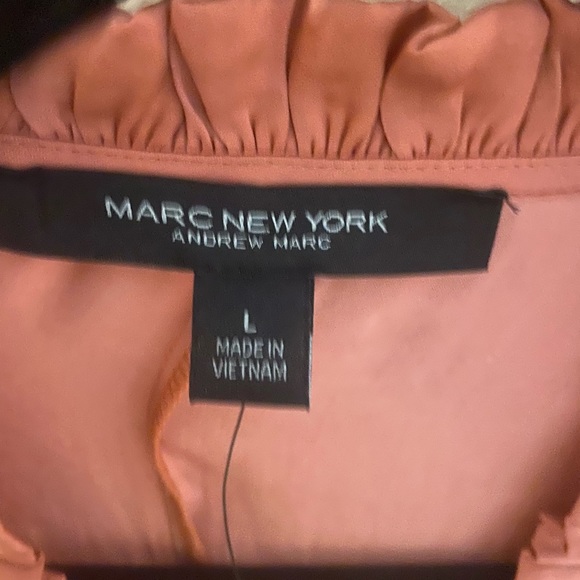 MARC NEW YORK
ANDREW MARC
L
MADE IN
VIETNAM